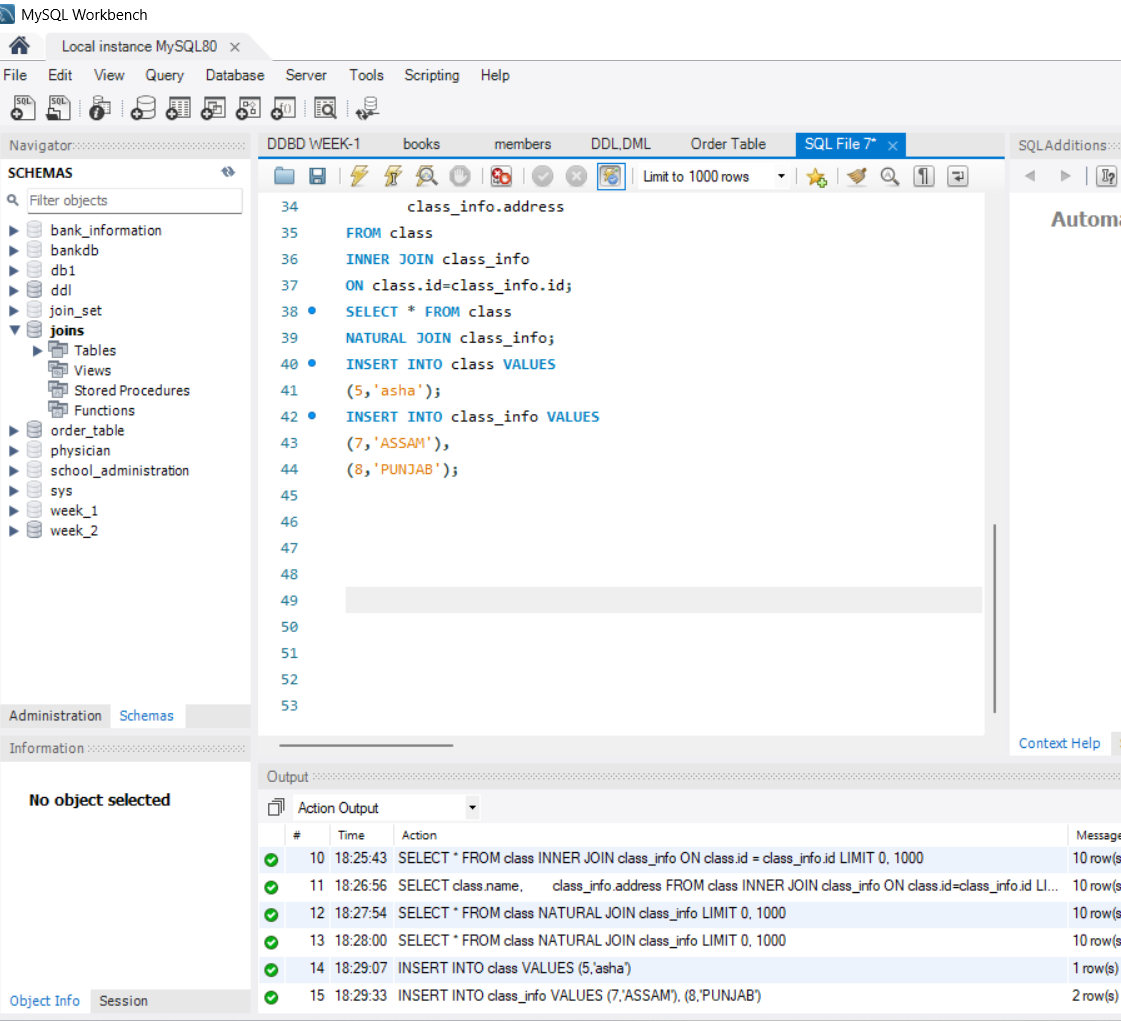 MySQL Workbench
Local instance MySQL80
File Edit View Query Database Server Tools Scripting Help
Navigator
SCHEMAS
Filter objects
bank_information
bankdb
db1
ddl
join_set
joins
Tables
Views
Stored Procedures
Functions
order_table
physician
school_administration
sys
week_1
week_2
Administration Schemas
Information
No object selected
Object Info Session
DDBD WEEK-1 books members DDL,DML Order Table SQL File 7*
Limit to 1000 rows
34 class_info.address
35 FROM class
36 INNER JOIN class_info
37 ON class.id=class_info.id;
38 SELECT * FROM class
39 NATURAL JOIN class_info;
40 INSERT INTO class VALUES
41 (5,'asha');
42 INSERT INTO class_info VALUES
43 (7,'ASSAM'),
44 (8,'PUNJAB');
45
46
47
48
49
50
51
52
53
SQLAdditions
Automa
Context Help
Output
Action Output
# Time Action Message
10 18:25:43 SELECT * FROM class INNER JOIN class_info ON class.id = class_info.id LIMIT 0, 1000 10 row(s
11 18:26:56 SELECT class.name, class_info.address FROM class INNER JOIN class_info ON class.id=class_info.id LI... 10 row(s
12 18:27:54 SELECT * FROM class NATURAL JOIN class_info LIMIT 0, 1000 10 row(s
13 18:28:00 SELECT * FROM class NATURAL JOIN class_info LIMIT 0, 1000 10 row(s
14 18:29:07 INSERT INTO class VALUES (5,'asha') 1 row(s)
15 18:29:33 INSERT INTO class_info VALUES (7,'ASSAM'), (8,'PUNJAB') 2 row(s)